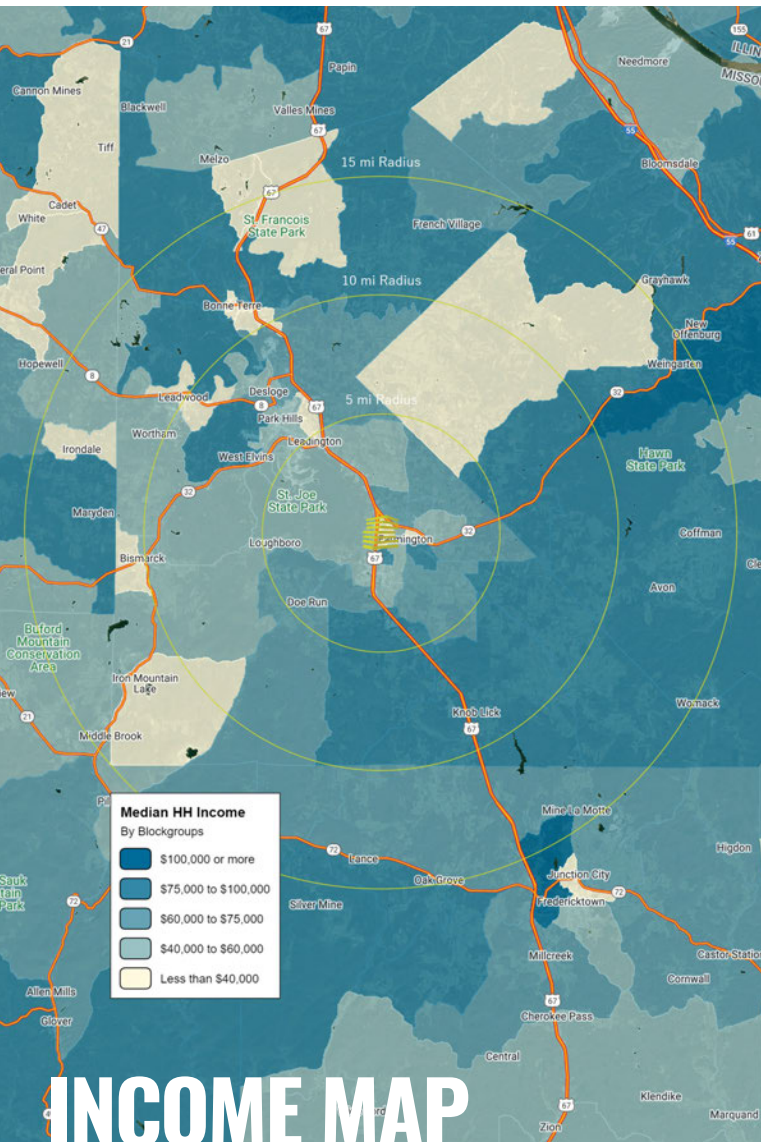 67
21
155
ILLIN
MISSOU
Papin
Needmore
Cannon Mines
Blackwell
Valles Mines
67
55
Tiff
Melzo
15 mi Radius
Bloomsdale
67
Cadet
White
47
St. Francois
State Park
French Village
61
55
eral Point
10 mi Radius
Grayhawk
Bonne Terre
New
Offenburg
Hopewell
8
Weingarten
Leadwood
Desloge
8
67
5 mi Radius
32
Park Hills
Wortham
Leadington
Irondale
West Elvins
Hawn
State Park
32
St. Joe
State Park
Maryden
32
Loughboro
Farmington
Coffman
Bismarck
67
Cle
Avon
Doe Run
Buford
Mountain
Conservation
Area
Iron Mountain
Lake
ew
21
Knob Lick
Womack
67
Middle Brook
Pil
Mine La Motte
Median HH Income
By Blockgroups
$100,000 or more
$75,000 to $100,000
$60,000 to $75,000
$40,000 to $60,000
Less than $40,000
72
Lance
Higdon
Oak Grove
Junction City
72
Sauk
tain
Park
72
Silver Mine
Fredericktown
Millcreek
Castor Station
Cornwall
Allen Mills
67
Glover
Cherokee Pass
Central
Klendike
67
Marquand
Zion
INCOME MAP